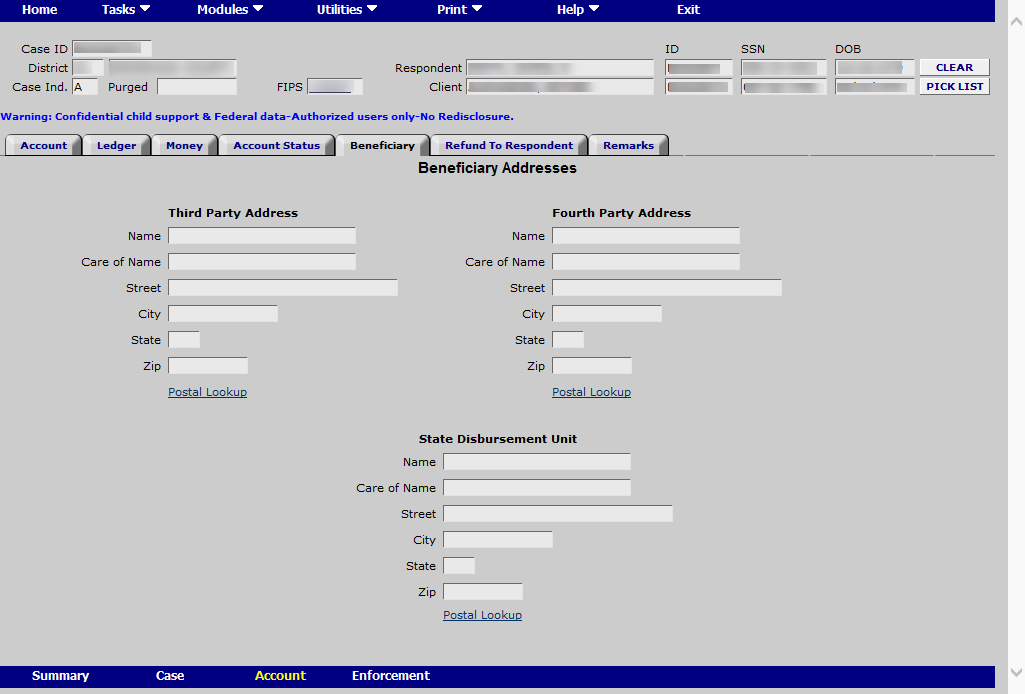 Home Tasks Modules Utilities Print Help Exit
Case ID ID SSN DOB
District Respondent CLEAR
Case Ind. A Purged FIPS Client PICK LIST
Warning: Confidential child support & Federal data-Authorized users only-No Redisclosure.
Account Ledger Money Account Status Beneficiary Refund To Respondent Remarks
Beneficiary Addresses
Third Party Address Fourth Party Address
Name Name
Care of Name Care of Name
Street Street
City City
State State
Zip Zip
Postal Lookup Postal Lookup
State Disbursement Unit
Name
Care of Name
Street
City
State
Zip
Postal Lookup
Summary Case Account Enforcement